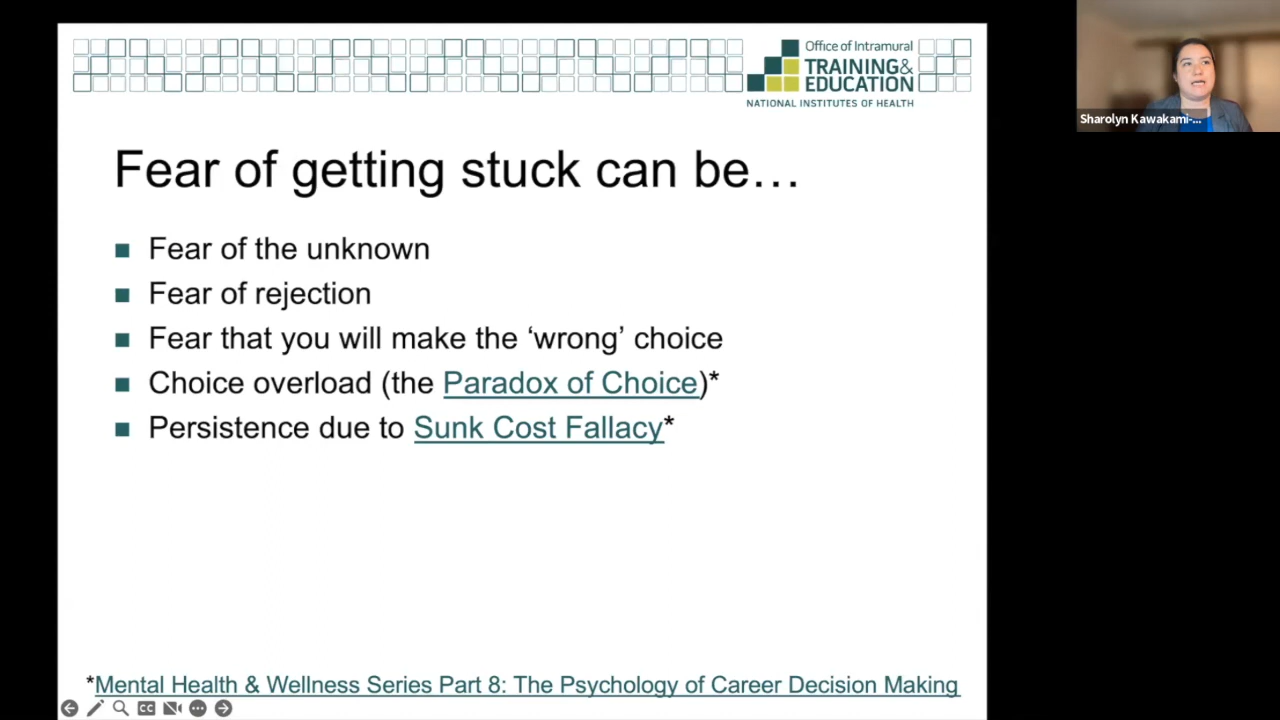 Office of Intramural
TRAINING&
EDUCATION
NATIONAL INSTITUTES OF HEALTH
Sharolyn Kawakami-...
Fear of getting stuck can be…
Fear of the unknown
Fear of rejection
Fear that you will make the ‘wrong’ choice
Choice overload (the Paradox of Choice)*
Persistence due to Sunk Cost Fallacy*
*Mental Health & Wellness Series Part 8: The Psychology of Career Decision Making
CC